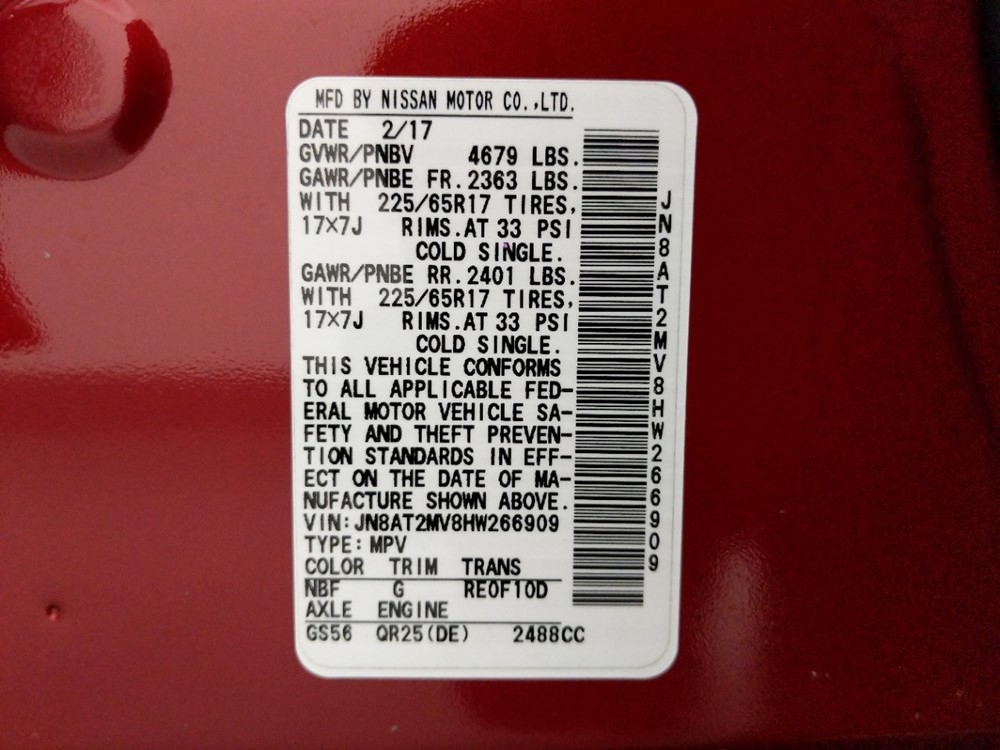 MFD BY NISSAN MOTOR CO.,LTD.
DATE 2/17
GVWR/PNBV 4679 LBS.
GAWR/PNBE FR.2363 LBS.
WITH 225/65R17 TIRES,
17×7J RIMS.AT 33 PSI
COLD SINGLE.
GAWR/PNBE RR.2401 LBS.
WITH 225/65R17 TIRES,
17×7J RIMS.AT 33 PSI
COLD SINGLE.
THIS VEHICLE CONFORMS
TO ALL APPLICABLE FED-
ERAL MOTOR VEHICLE SA-
FETY AND THEFT PREVEN-
TION STANDARDS IN EFF-
ECT ON THE DATE OF MA-
NUFACTURE SHOWN ABOVE.
VIN:JN8AT2MV8HW266909
TYPE:MPV
COLOR TRIM TRANS
NBF G RE0F10D
AXLE ENGINE
GS56 QR25(DE) 2488CC
JN8AT2MV8HW266909